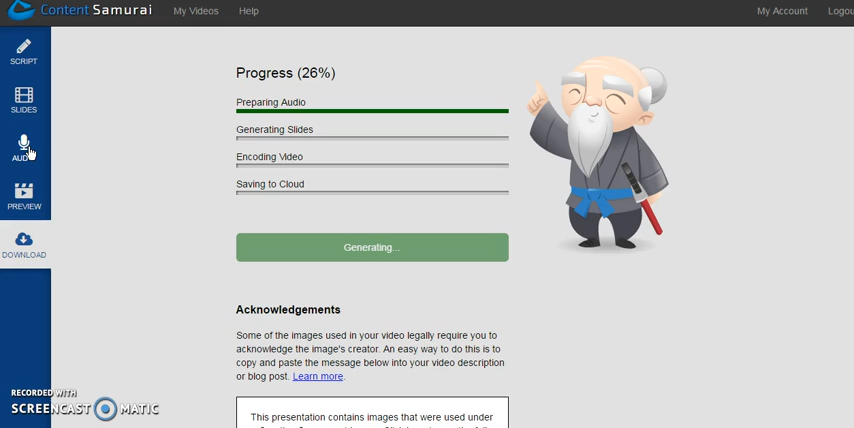 Content Samurai My Videos Help My Account Logou
SCRIPT
SLIDES
AUD
PREVIEW
DOWNLOAD
Progress (26%)
Preparing Audio
Generating Slides
Encoding Video
Saving to Cloud
Generating...
Acknowledgements
Some of the images used in your video legally require you to
acknowledge the image's creator. An easy way to do this is to
copy and paste the message below into your video description
or blog post. Learn more.
This presentation contains images that were used under
RECORDED WITH
SCREENCAST MATIC